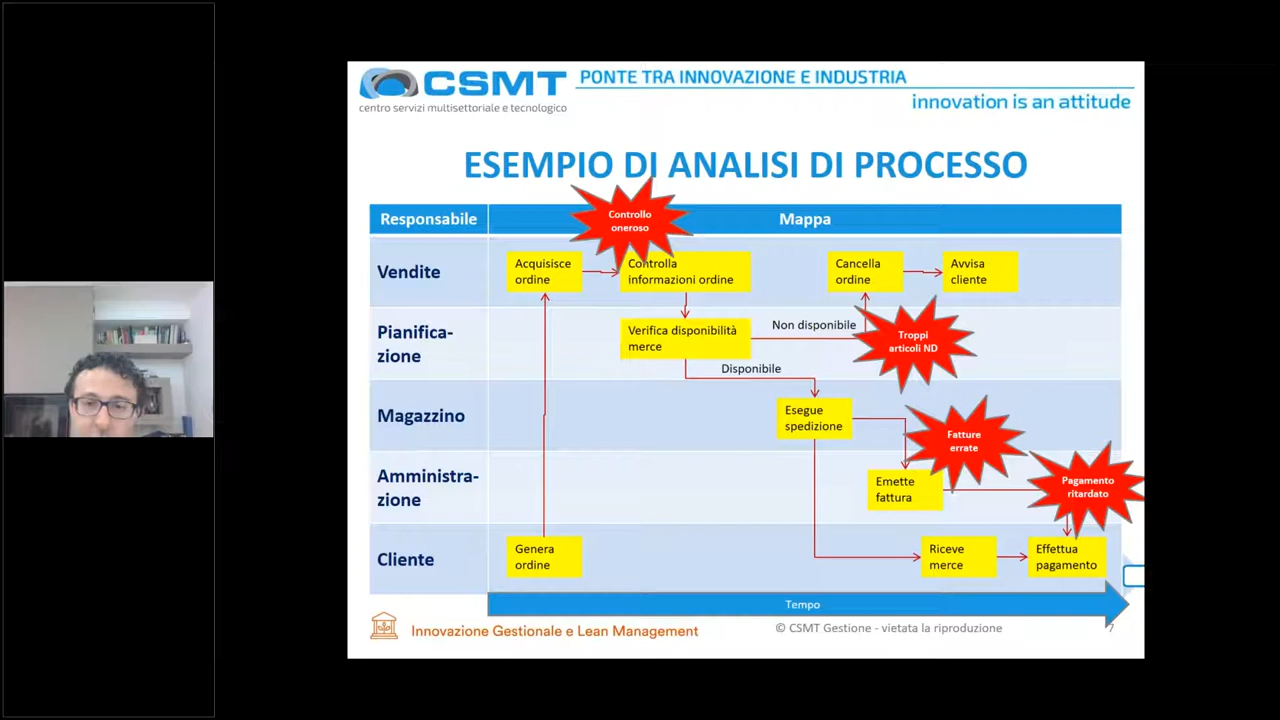 CSMT
centro servizi multisettoriale e tecnologico
PONTE TRA INNOVAZIONE E INDUSTRIA
innovation is an attitude
ESEMPIO DI ANALISI DI PROCESSO
Responsabile
Mappa
Controllo
oneroso
Vendite
Acquisisce
ordine
Controlla
informazioni ordine
Cancella
ordine
Avvisa
cliente
Pianifica-
zione
Verifica disponibilità
merce
Non disponibile
Troppi
articoli ND
Disponibile
Magazzino
Esegue
spedizione
Fatture
errate
Amministra-
zione
Emette
fattura
Pagamento
ritardato
Cliente
Genera
ordine
Riceve
merce
Effettua
pagamento
Tempo
Innovazione Gestionale e Lean Management
© CSMT Gestione - vietata la riproduzione
7